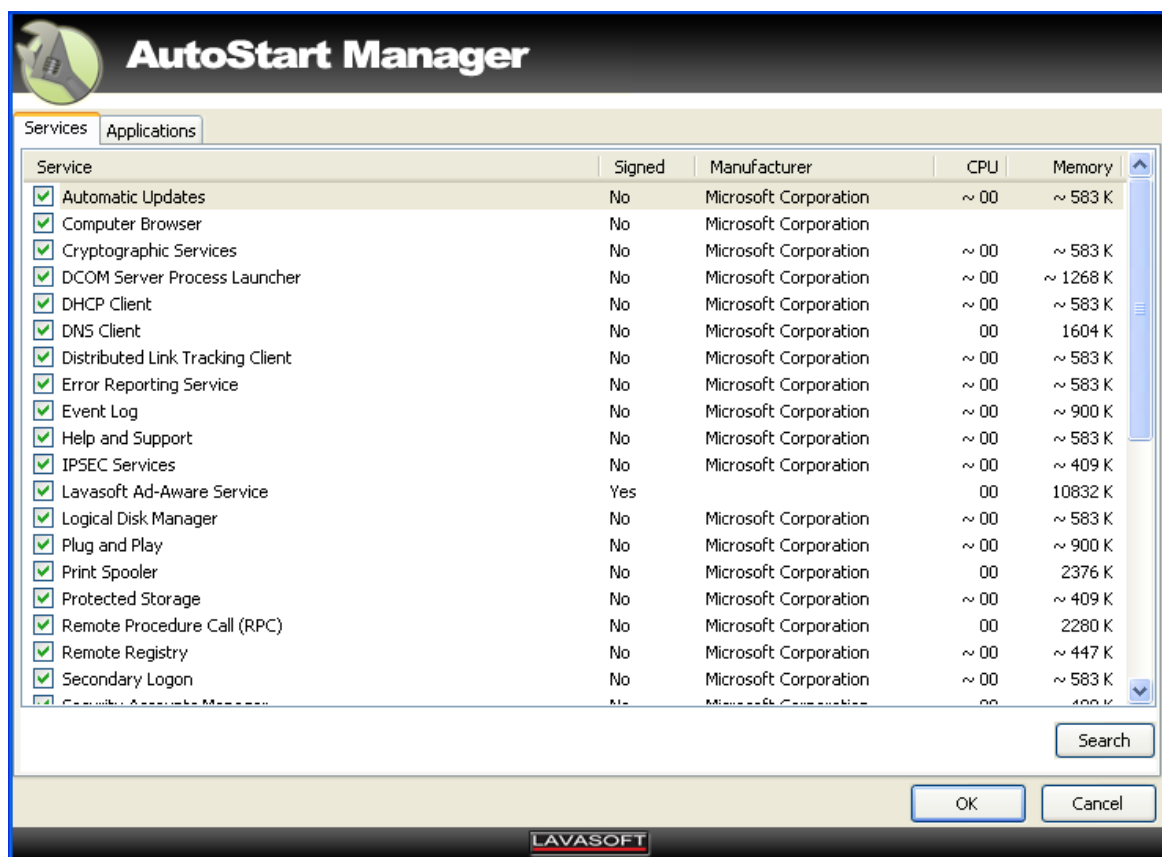 AutoStart Manager
Services Applications
Service Signed Manufacturer CPU Memory
Automatic Updates No Microsoft Corporation ~ 00 ~ 583 K
Computer Browser No Microsoft Corporation
Cryptographic Services No Microsoft Corporation ~ 00 ~ 583 K
DCOM Server Process Launcher No Microsoft Corporation ~ 00 ~ 1268 K
DHCP Client No Microsoft Corporation ~ 00 ~ 583 K
DNS Client No Microsoft Corporation 00 1604 K
Distributed Link Tracking Client No Microsoft Corporation ~ 00 ~ 583 K
Error Reporting Service No Microsoft Corporation ~ 00 ~ 583 K
Event Log No Microsoft Corporation ~ 00 ~ 900 K
Help and Support No Microsoft Corporation ~ 00 ~ 583 K
IPSEC Services No Microsoft Corporation ~ 00 ~ 409 K
Lavasoft Ad-Aware Service Yes 00 10832 K
Logical Disk Manager No Microsoft Corporation ~ 00 ~ 583 K
Plug and Play No Microsoft Corporation ~ 00 ~ 900 K
Print Spooler No Microsoft Corporation 00 2376 K
Protected Storage No Microsoft Corporation ~ 00 ~ 409 K
Remote Procedure Call (RPC) No Microsoft Corporation 00 2280 K
Remote Registry No Microsoft Corporation ~ 00 ~ 447 K
Secondary Logon No Microsoft Corporation ~ 00 ~ 583 K
Security Accounts Manager No Microsoft Corporation
Search
OK Cancel
LAVASOFT